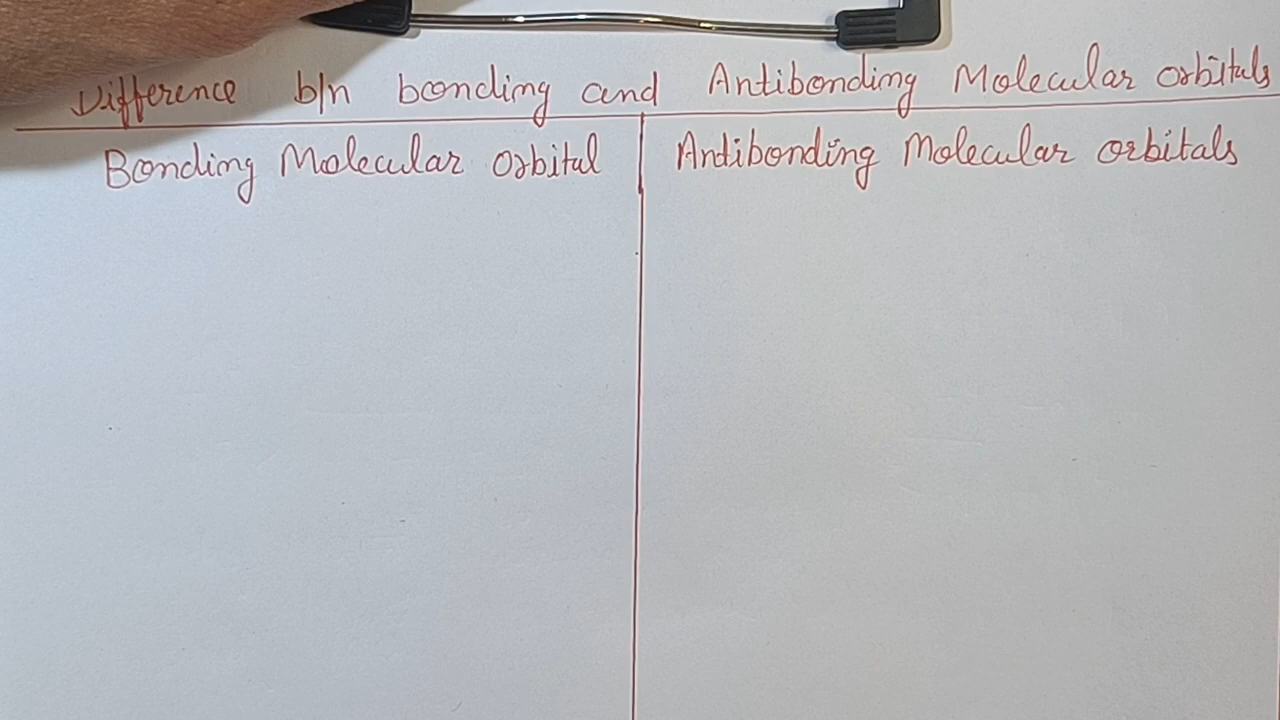 Difference b/n bonding and Antibonding Molecular orbitals
Bonding Molecular orbital
Antibonding Molecular orbitals